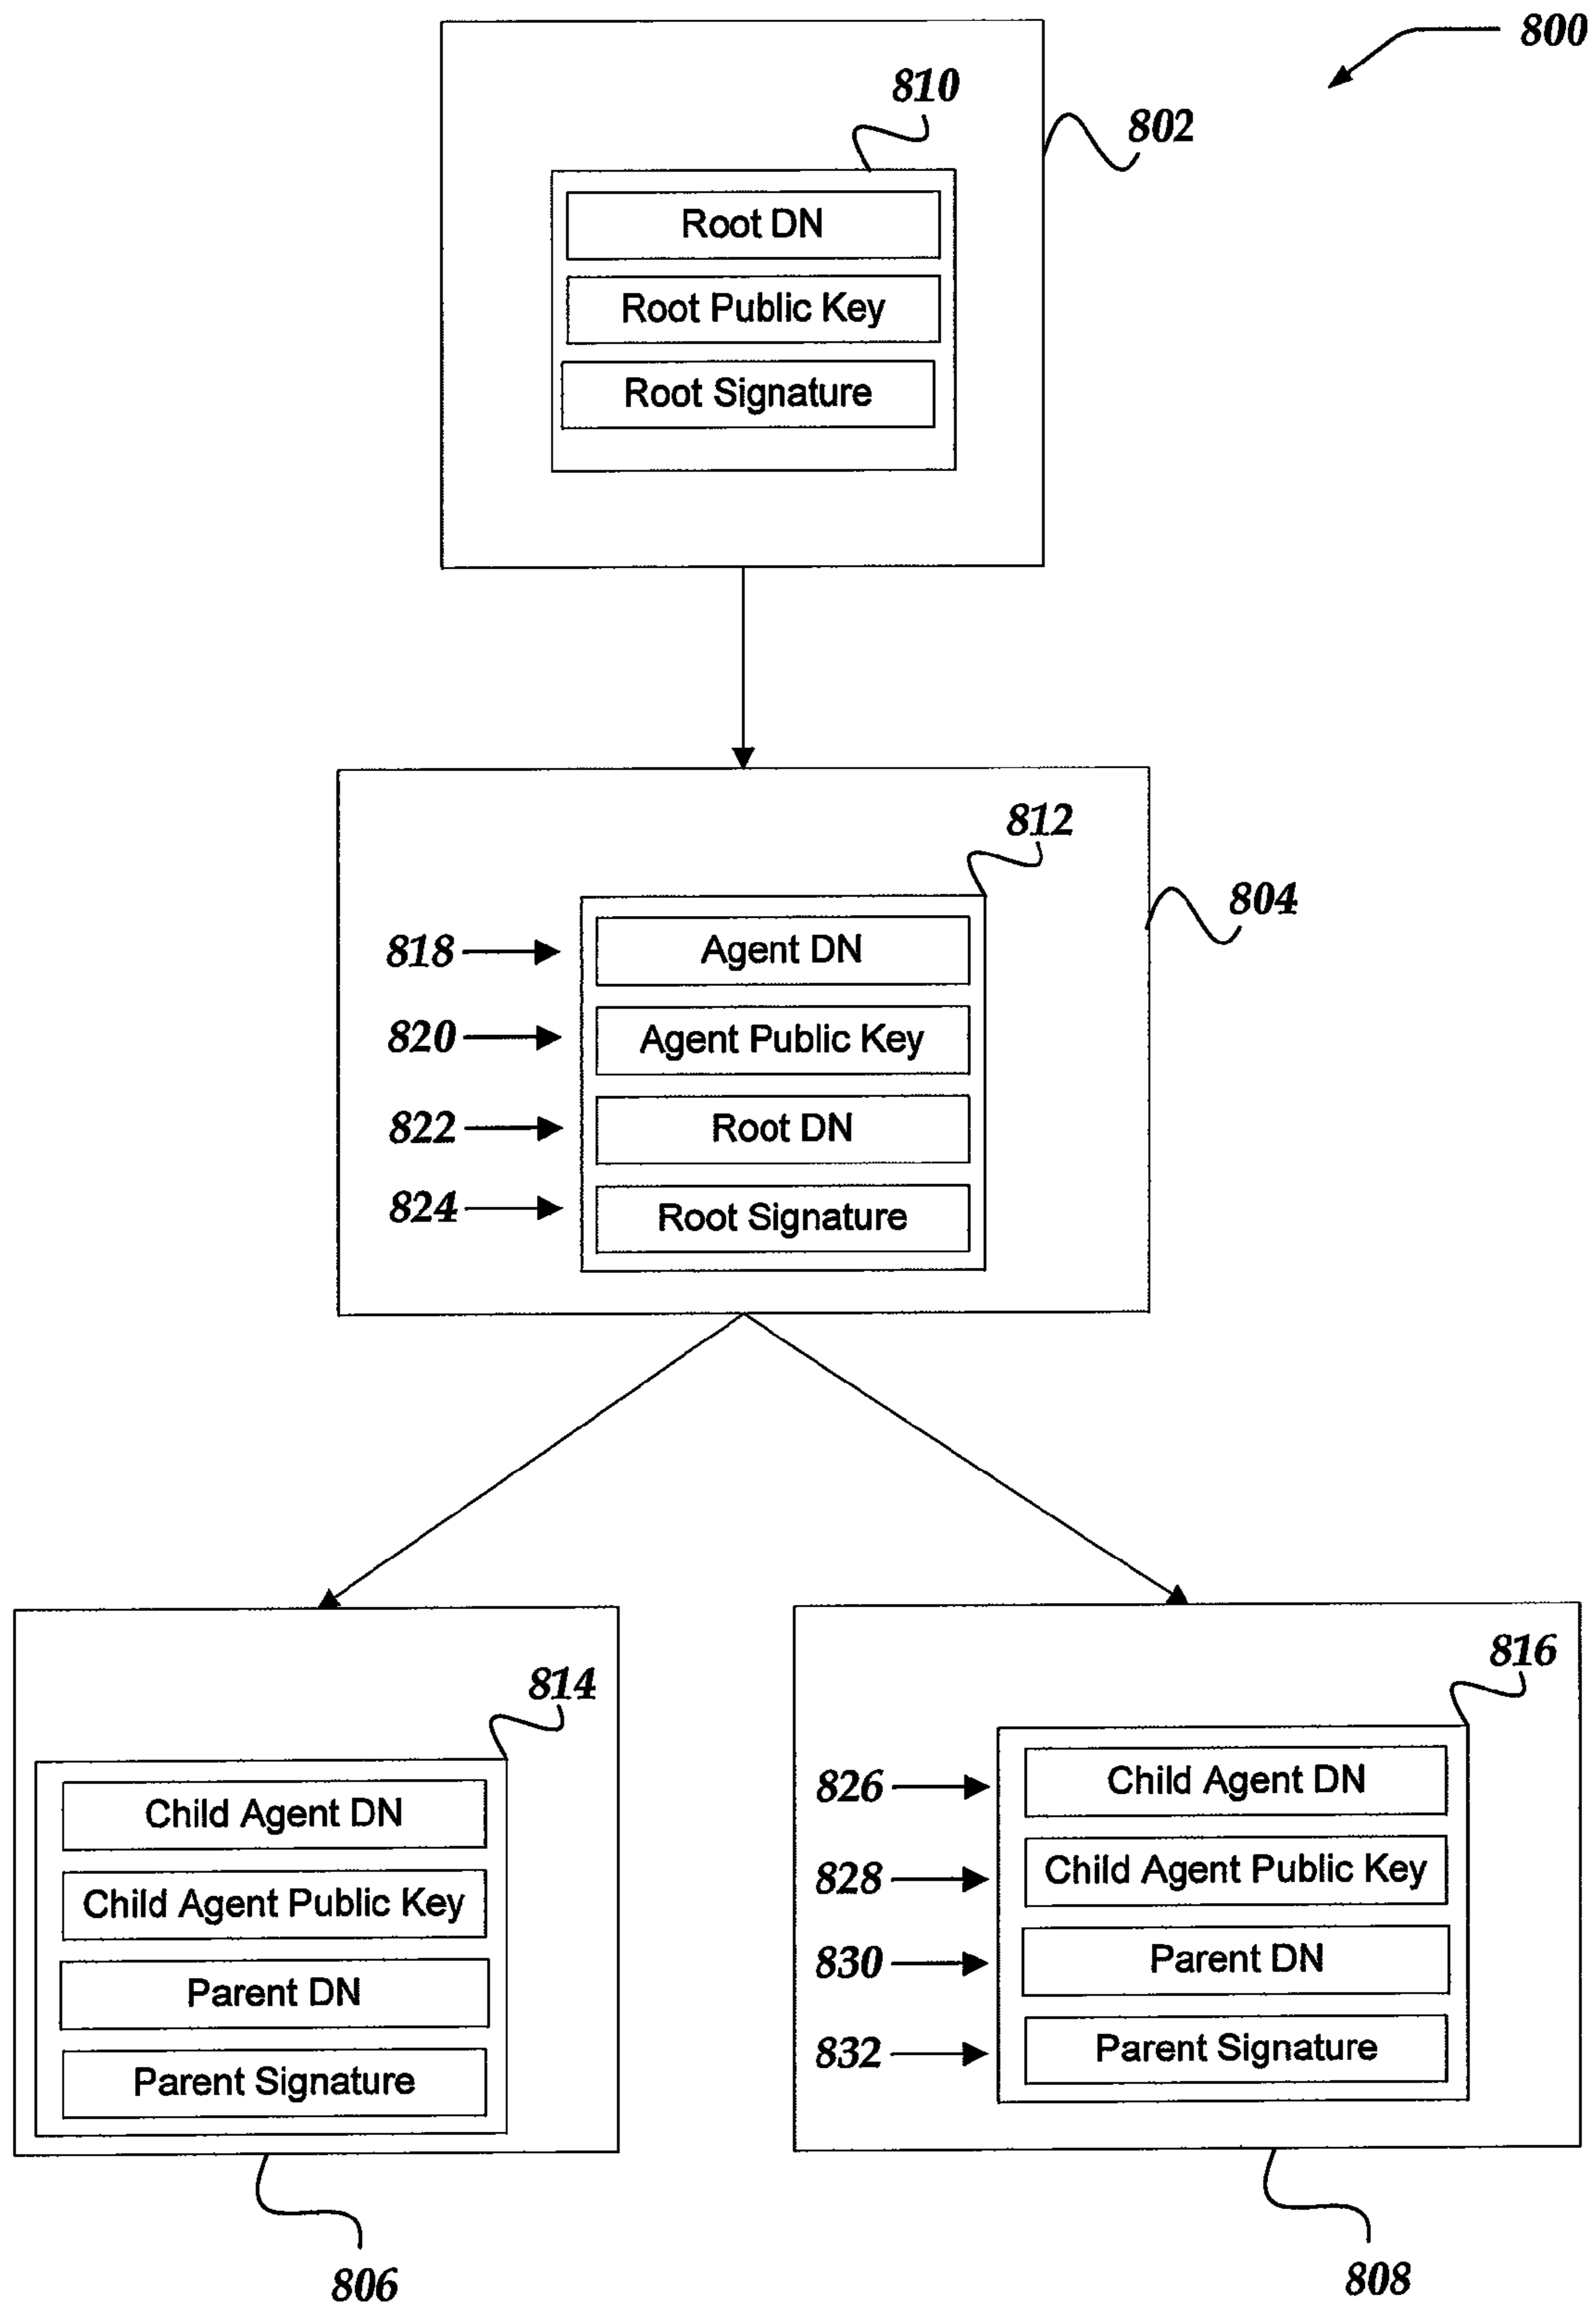 800
810
802
Root DN
Root Public Key
Root Signature
812
804
818
Agent DN
820
Agent Public Key
822
Root DN
824
Root Signature
814
Child Agent DN
Child Agent Public Key
Parent DN
Parent Signature
806
816
826
Child Agent DN
828
Child Agent Public Key
830
Parent DN
832
Parent Signature
808